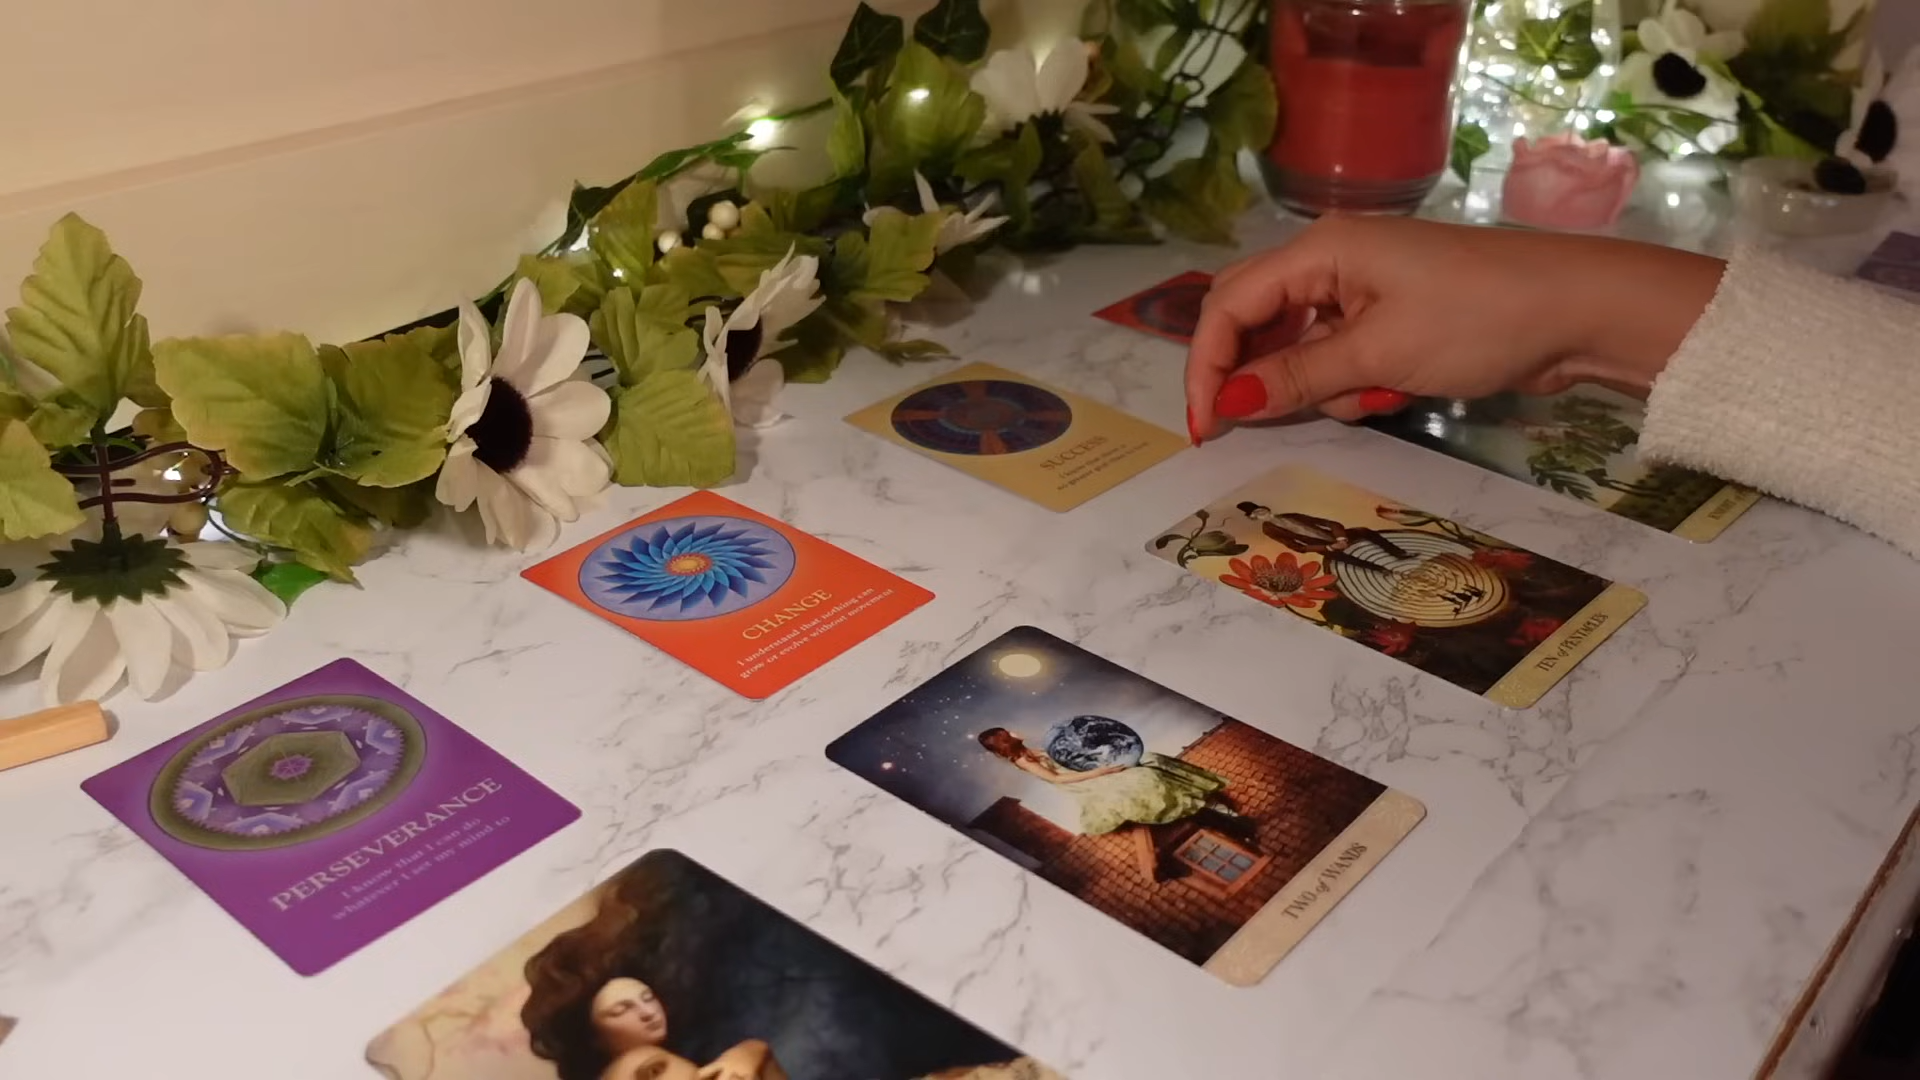 SUCCESS
CHANGE
I understand that nothing can
grow or evolve without movement
PERSEVERANCE
I know that I can do
whatever I set my mind to
TEN of PENTACLES
TWO of WANDS